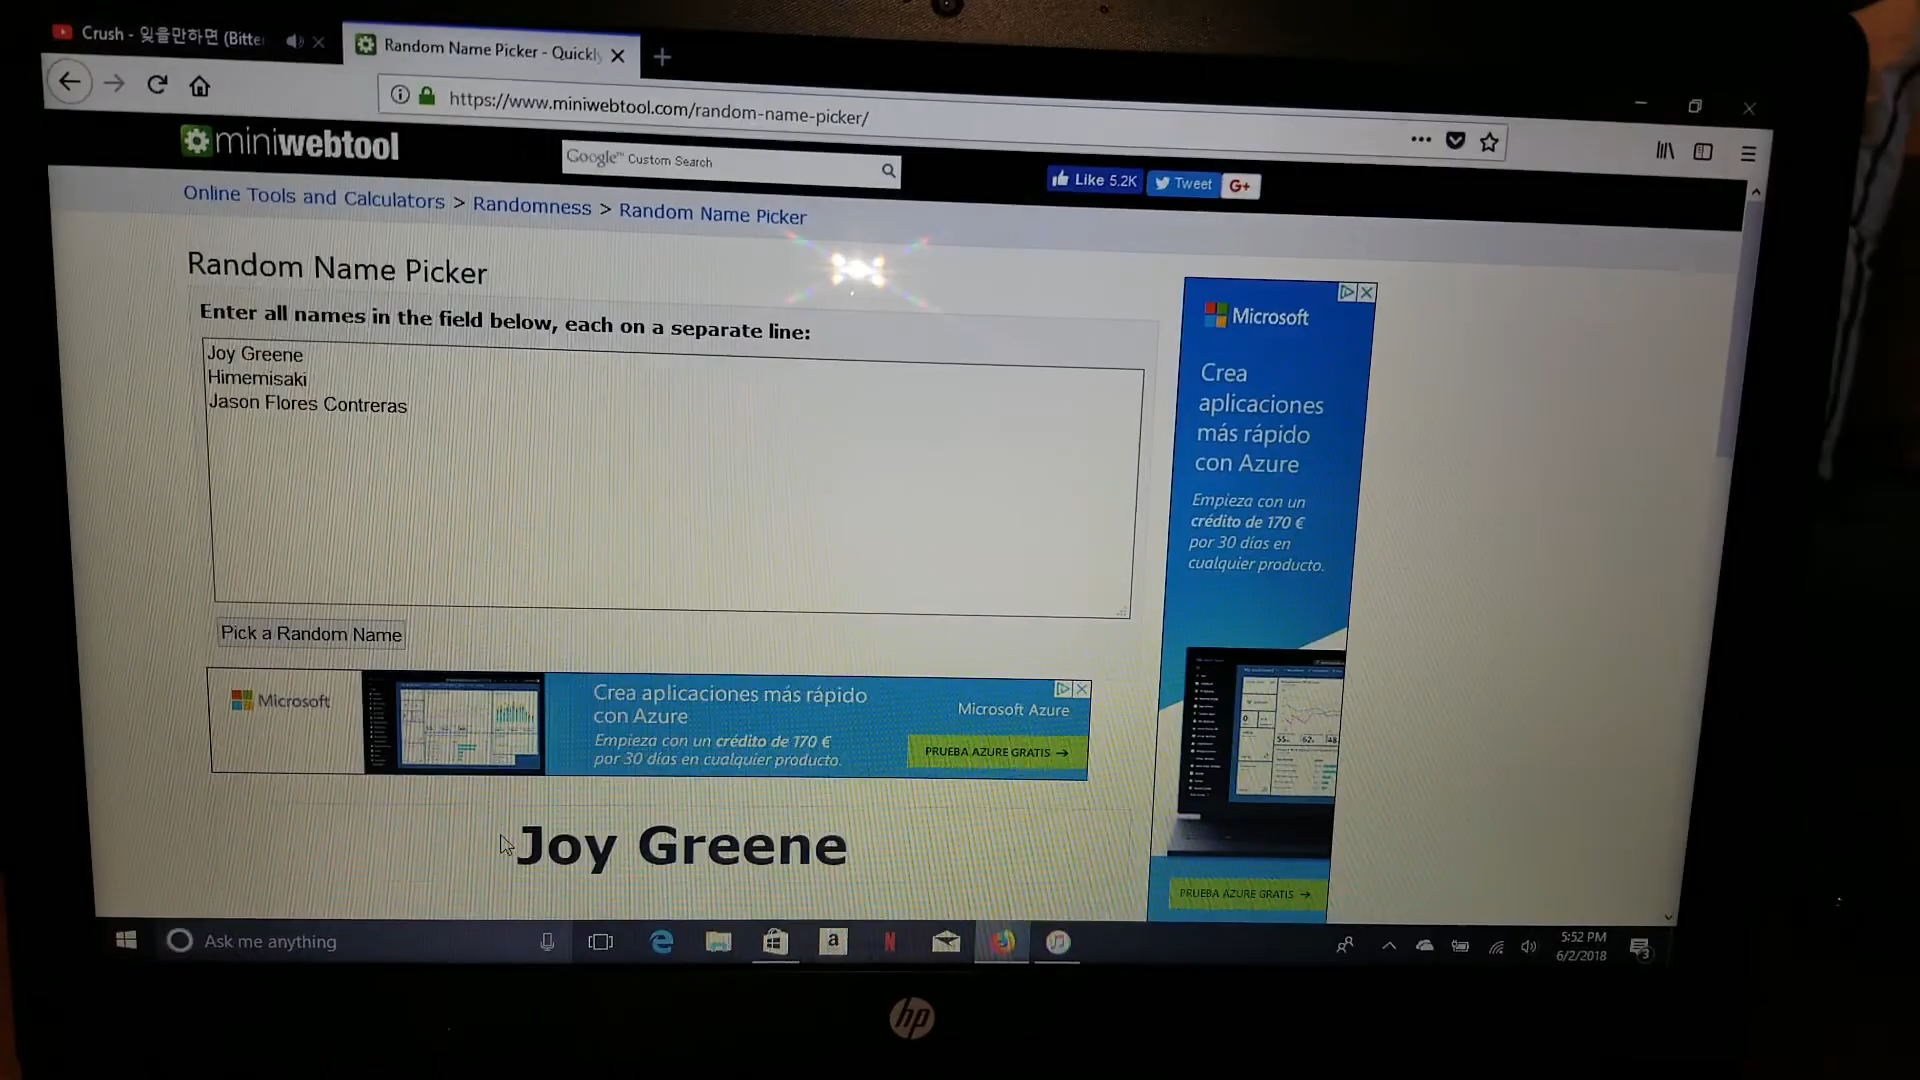 Crush - 잊을만하면 (Bitter
Random Name Picker - Quickly
https://www.miniwebtool.com/random-name-picker/
miniwebtool
Google™ Custom Search
Like 5.2K
Tweet
G+
Online Tools and Calculators > Randomness > Random Name Picker
Random Name Picker
Enter all names in the field below, each on a separate line:
Joy Greene
Himemisaki
Jason Flores Contreras
Pick a Random Name
Microsoft
Crea aplicaciones más rápido
con Azure
Empieza con un crédito de 170 €
por 30 días en cualquier producto.
Microsoft Azure
PRUEBA AZURE GRATIS →
Joy Greene
Microsoft
Crea
aplicaciones
más rápido
con Azure
Empieza con un
crédito de 170 €
por 30 días en
cualquier producto.
PRUEBA AZURE GRATIS →
Ask me anything
a
N
5:52 PM
6/2/2018
3
hp